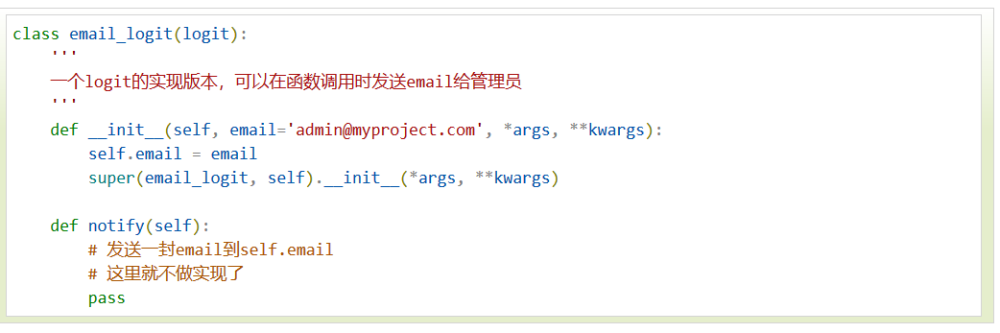 class email_logit(logit):
    '''
    一个logit的实现版本，可以在函数调用时发送email给管理员
    '''
    def __init__(self, email='admin@myproject.com', *args, **kwargs):
        self.email = email
        super(email_logit, self).__init__(*args, **kwargs)

    def notify(self):
        # 发送一封email到self.email
        # 这里就不做实现了
        pass